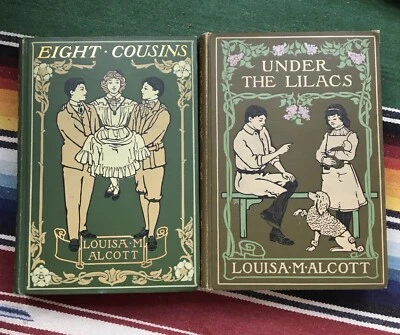 EIGHT · COUSINS
LOUISA · M ·
ALCOTT
UNDER
THE LILACS
LOUISA · M · ALCOTT